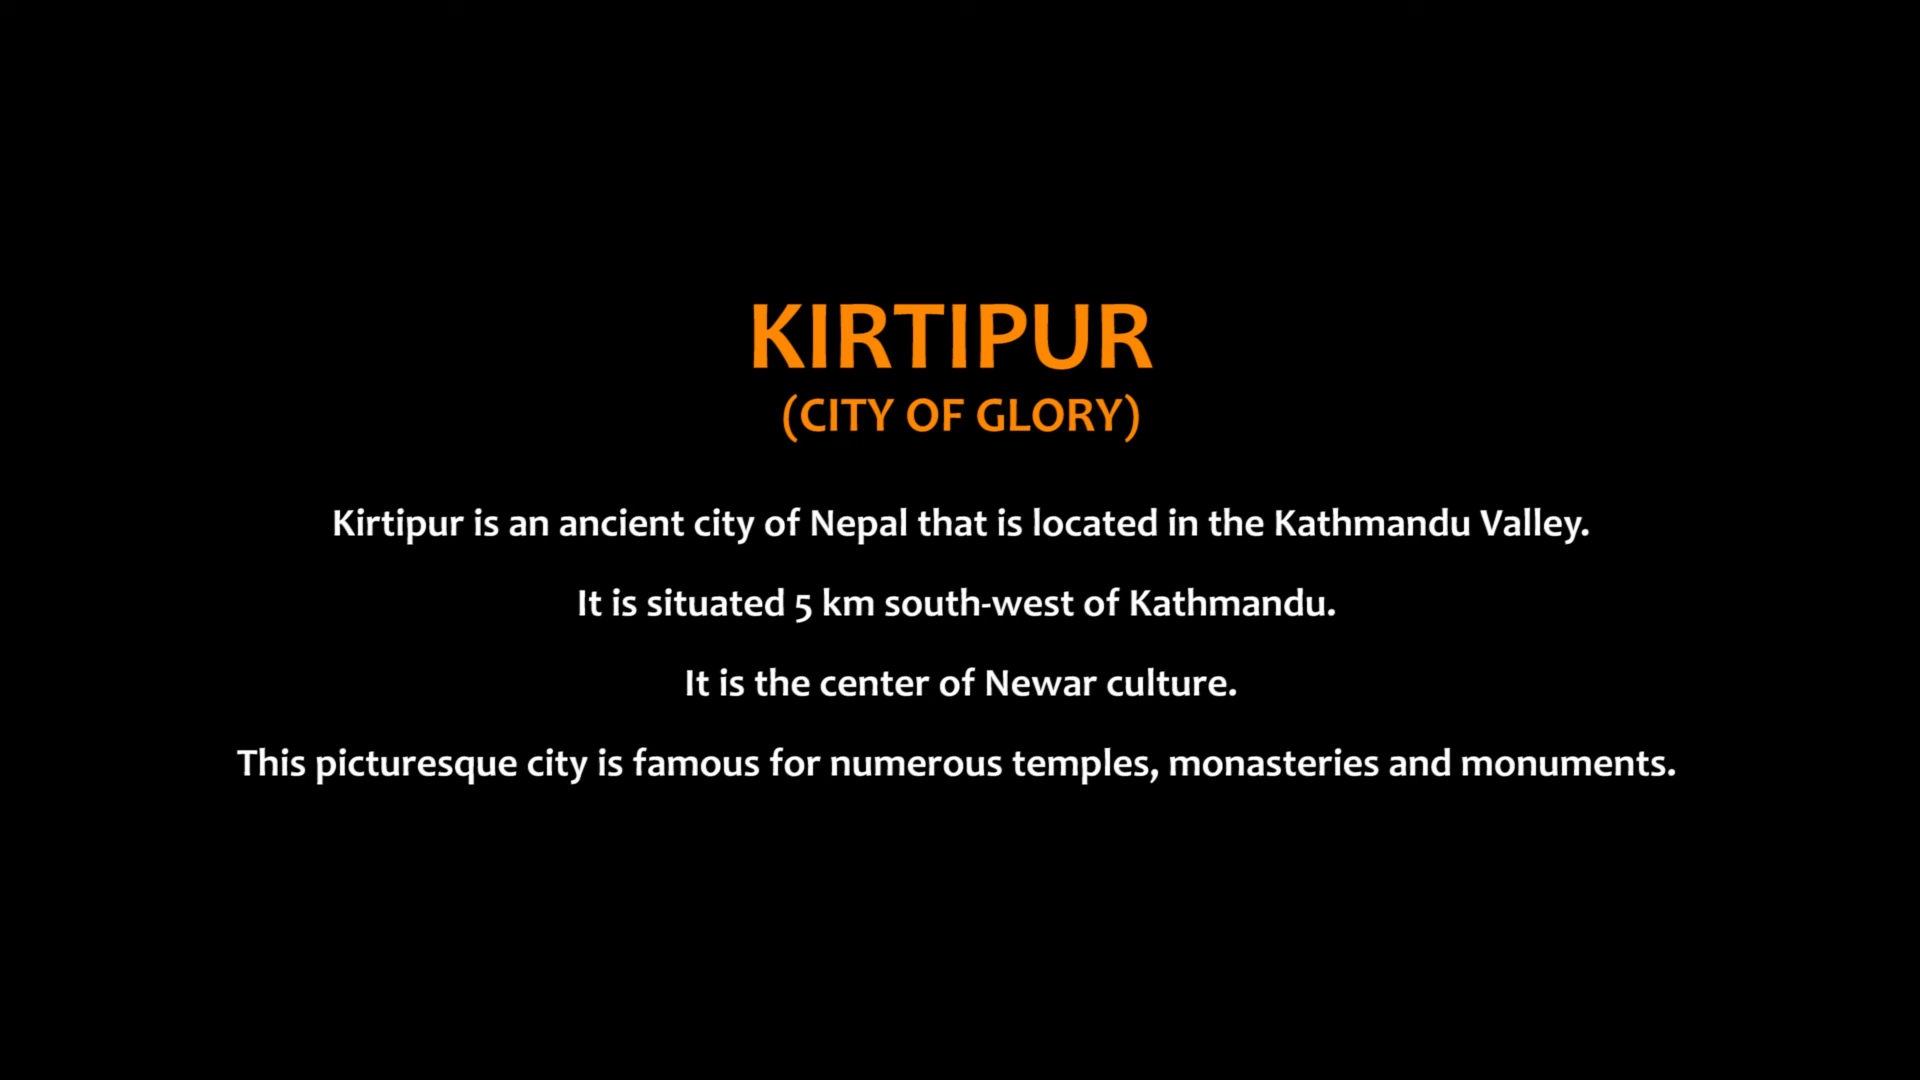 KIRTIPUR
(CITY OF GLORY)
Kirtipur is an ancient city of Nepal that is located in the Kathmandu Valley.
It is situated 5 km south-west of Kathmandu.
It is the center of Newar culture.
This picturesque city is famous for numerous temples, monasteries and monuments.